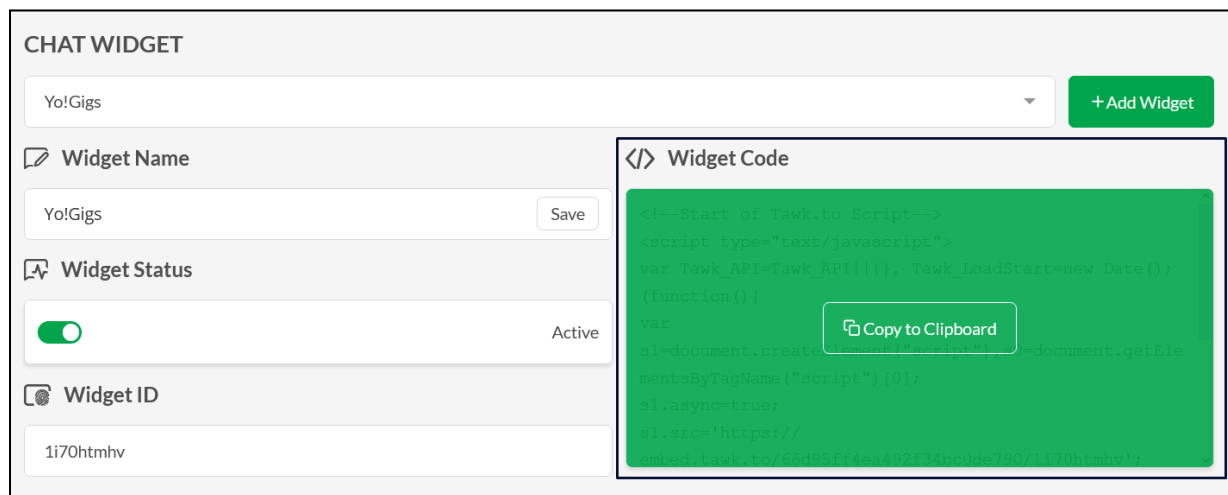 CHAT WIDGET
Yo!Gigs
+ Add Widget
Widget Name
Yo!Gigs
Save
Widget Status
Active
Widget ID
1i70htmhv
</> Widget Code
<!--Start of Tawk.to Script-->
<script type="text/javascript">
var Tawk_API=Tawk_API||{}, Tawk_LoadStart=new Date();
(function(){
var
s1=document.createElement("script"),s0=document.getEle
mentsByTagName("script")[0];
s1.async=true;
s1.src='https://
embed.tawk.to/66d95ff4ea492f34bc0de790/1i70htmhv';
Copy to Clipboard